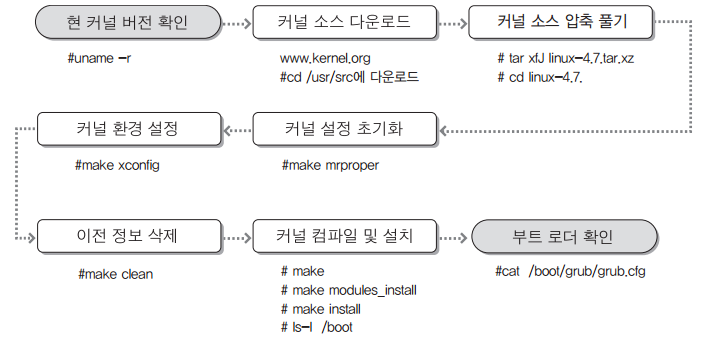 현 커널 버전 확인
#uname -r
커널 소스 다운로드
www.kernel.org
#cd /usr/src에 다운로드
커널 소스 압축 풀기
# tar xfJ linux-4.7.tar.xz
# cd linux-4.7.
커널 설정 초기화
#make mrproper
커널 환경 설정
#make xconfig
이전 정보 삭제
#make clean
커널 컴파일 및 설치
# make
# make modules_install
# make install
# ls-l /boot
부트 로더 확인
#cat /boot/grub/grub.cfg